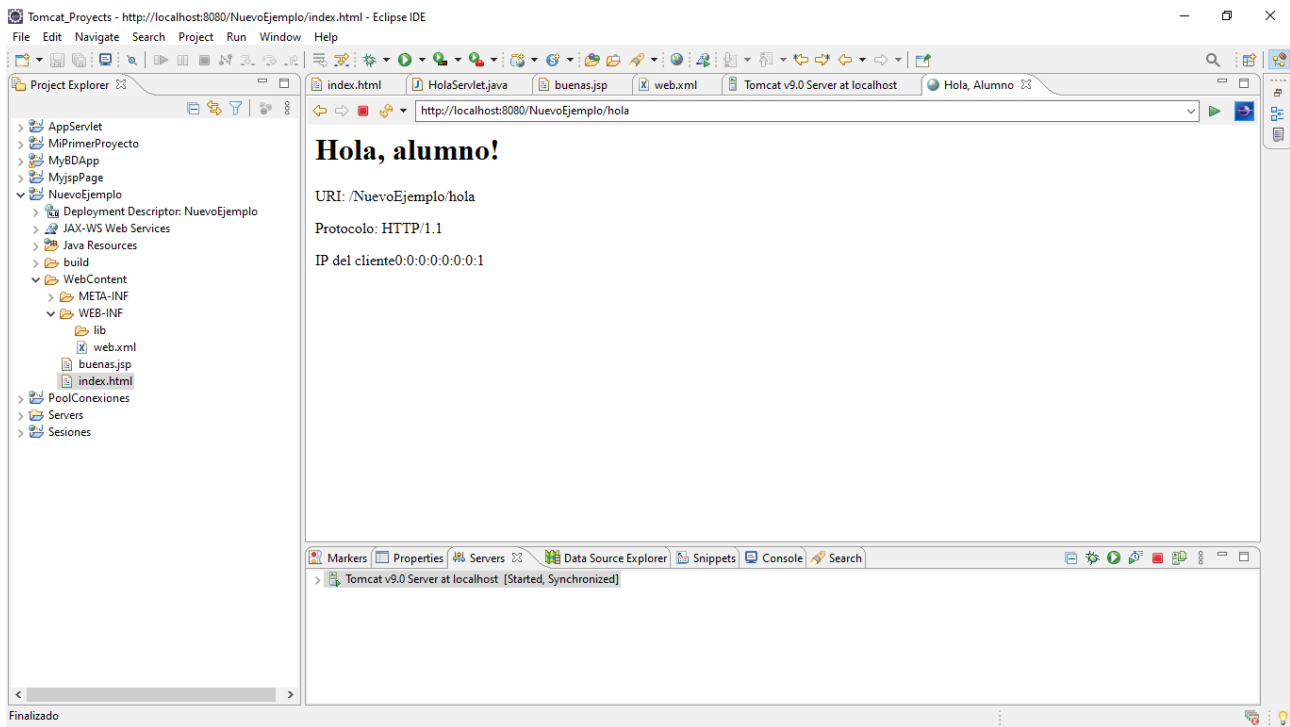 Tomcat_Proyects - http://localhost:8080/NuevoEjemplo/index.html - Eclipse IDE
File Edit Navigate Search Project Run Window Help
Project Explorer
index.html HolaServlet.java buenas.jsp web.xml Tomcat v9.0 Server at localhost Hola, Alumno
http://localhost:8080/NuevoEjemplo/hola
AppServlet
MiPrimerProyecto
MyBDApp
MyjspPage
NuevoEjemplo
Deployment Descriptor: NuevoEjemplo
JAX-WS Web Services
Java Resources
build
WebContent
META-INF
WEB-INF
lib
web.xml
buenas.jsp
index.html
PoolConexiones
Servers
Sesiones
Hola, alumno!
URI: /NuevoEjemplo/hola
Protocolo: HTTP/1.1
IP del cliente0:0:0:0:0:0:0:1
Markers Properties Servers Data Source Explorer Snippets Console Search
Tomcat v9.0 Server at localhost [Started, Synchronized]
Finalizado